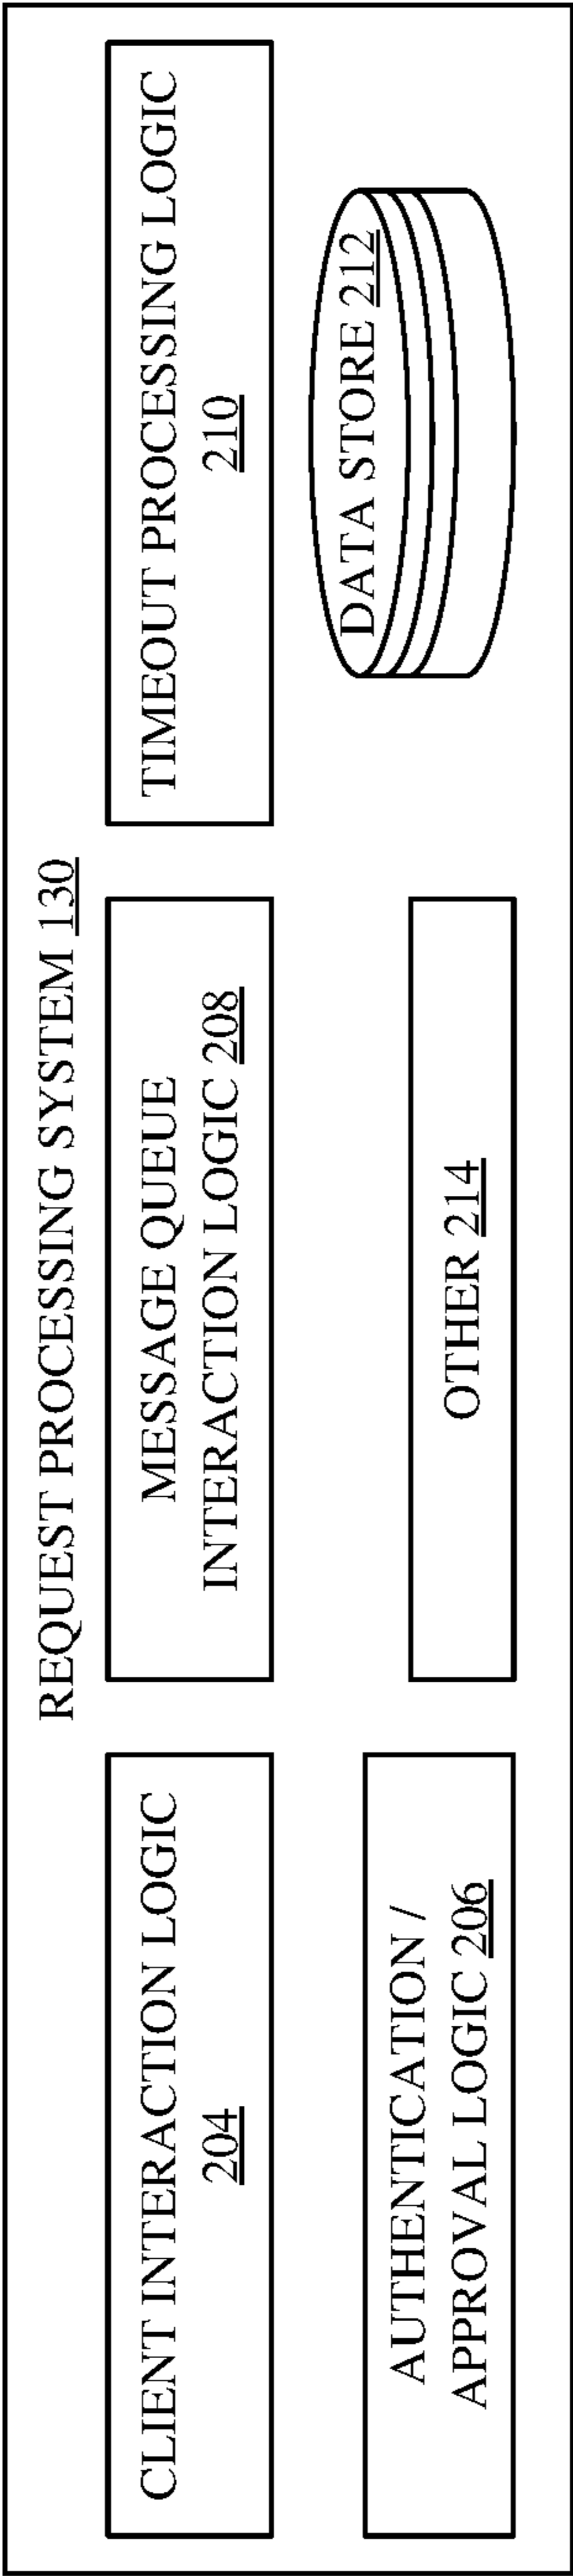 REQUEST PROCESSING SYSTEM 130
CLIENT INTERACTION LOGIC
204
MESSAGE QUEUE
INTERACTION LOGIC 208
TIMEOUT PROCESSING LOGIC
210
AUTHENTICATION /
APPROVAL LOGIC 206
OTHER 214
DATA STORE 212